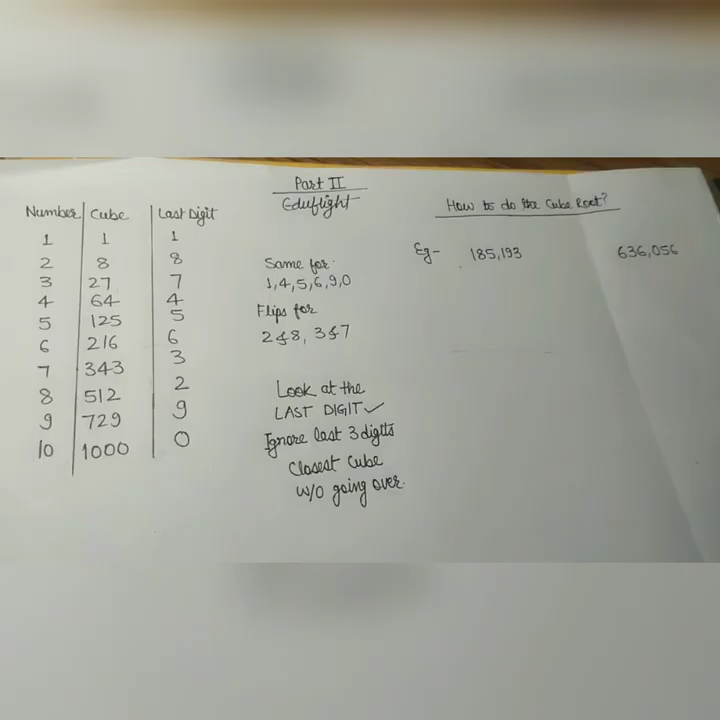 Part II
Eduflight
Number Cube Last Digit
1 1 1
2 8 8
3 27 7
4 64 4
5 125 5
6 216 6
7 343 3
8 512 2
9 729 9
10 1000 0
Same for
1,4,5,6,9,0
Flips for
2&8, 3&7
Look at the
LAST DIGIT ✓
Ignore last 3 digits
Closest Cube
W/O going over.
How to do the Cube Root?
Eg- 185,193 636,056